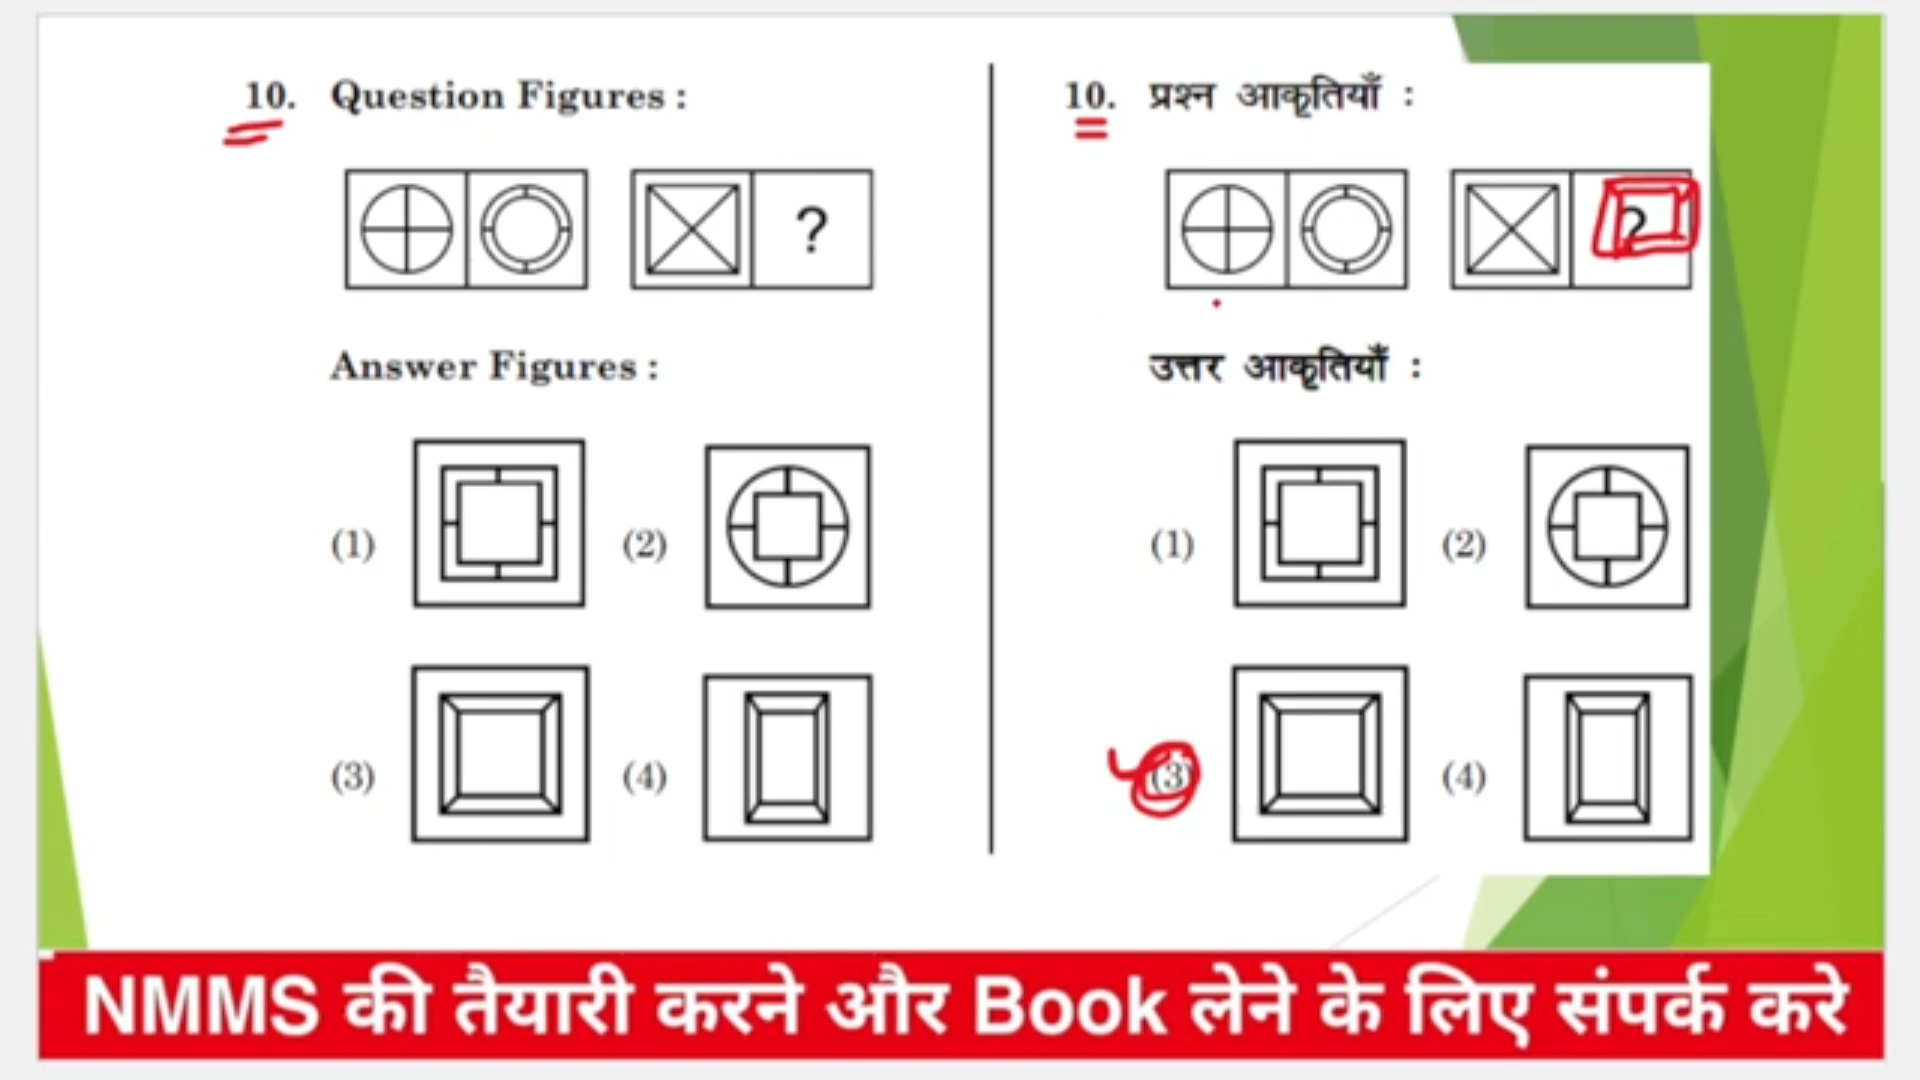 10. Question Figures :
?
Answer Figures :
(1) (2)
(3) (4)
10. प्रश्न आकृतियाँ :
?
उत्तर आकृतियाँ :
(1) (2)
(3) (4)
NMMS की तैयारी करने और Book लेने के लिए संपर्क करे